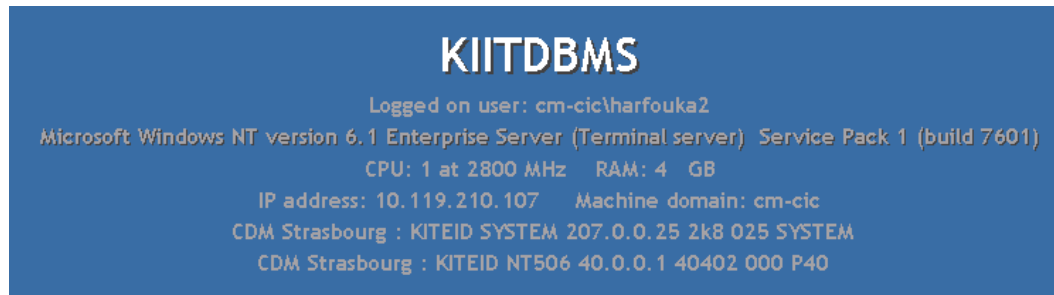 KIITDBMS
Logged on user: cm-cic\harfouka2
Microsoft Windows NT version 6.1 Enterprise Server (Terminal server) Service Pack 1 (build 7601)
CPU: 1 at 2800 MHz RAM: 4 GB
IP address: 10.119.210.107 Machine domain: cm-cic
CDM Strasbourg : KITEID SYSTEM 207.0.0.25 2k8 025 SYSTEM
CDM Strasbourg : KITEID NT506 40.0.0.1 40402 000 P40